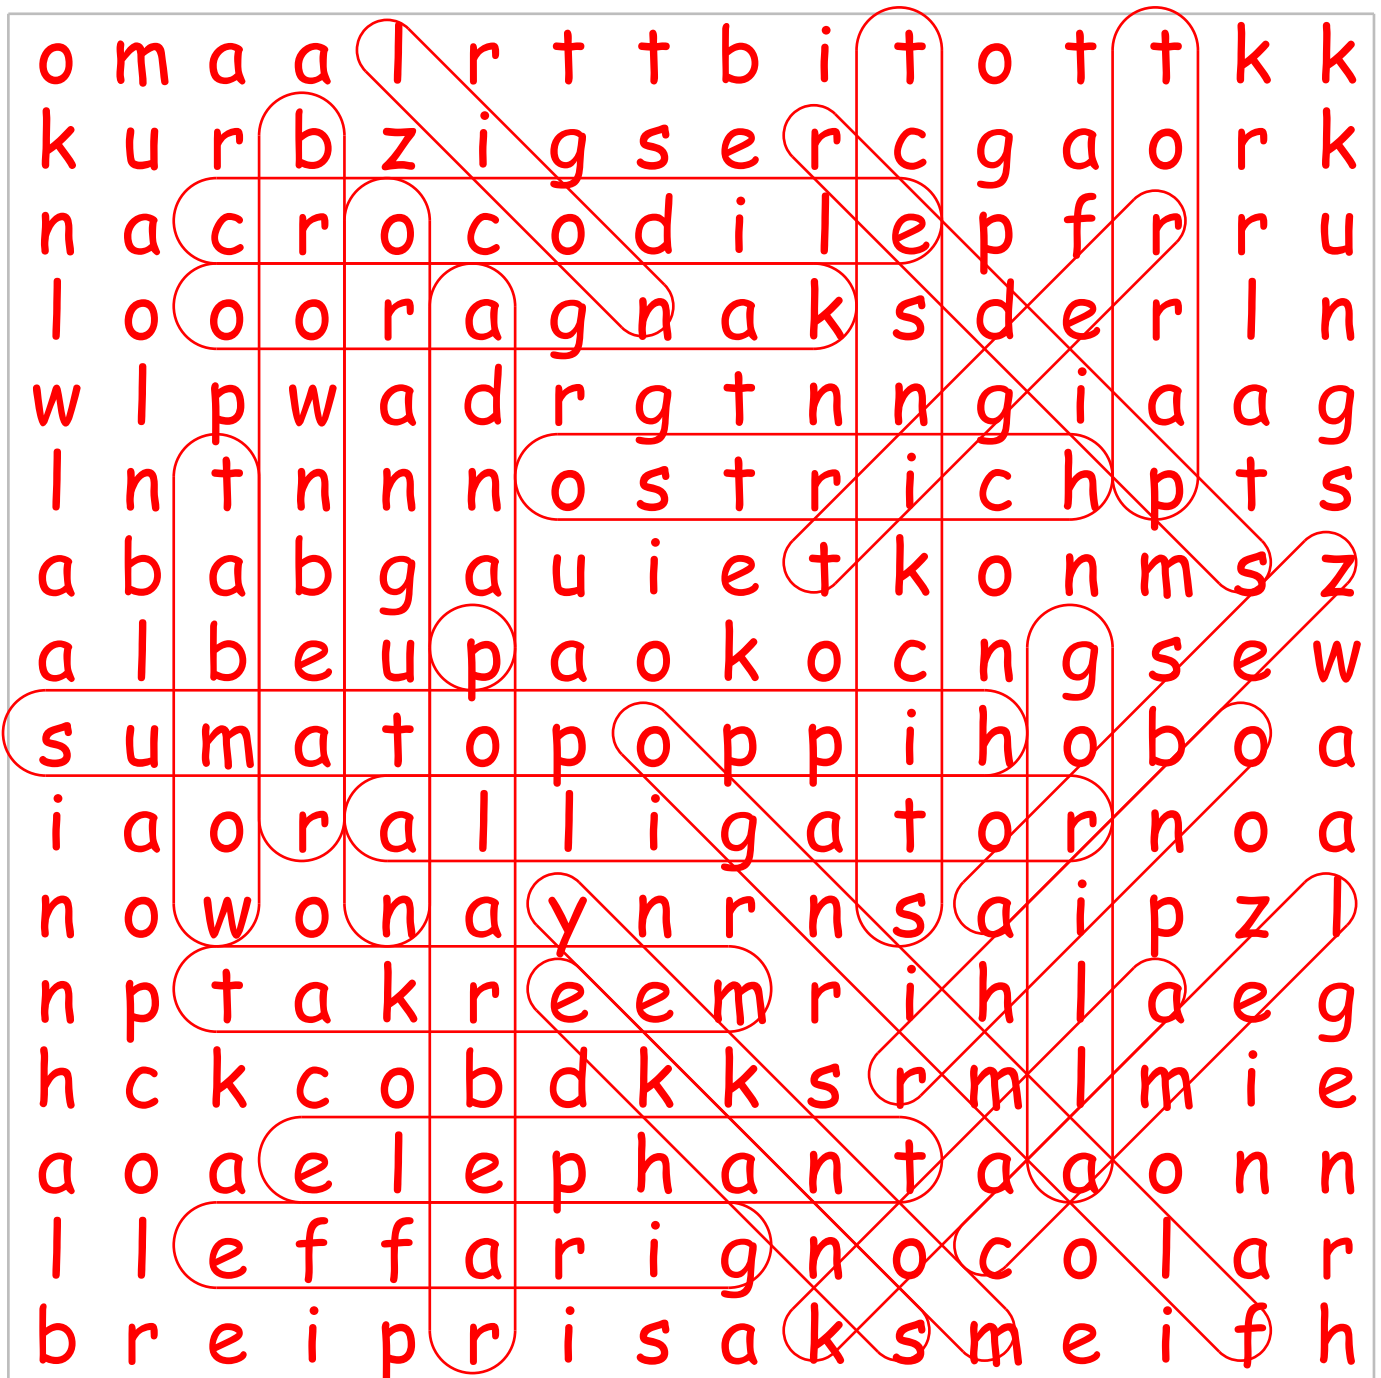 o m a a l r t t b i t o t t k k
k u r b z i g s e r c g a o r k
n a c r o c o d i l e p f r r u
l o o o r a g n a k s d e r l n
w l p w a d r g t n n g i a a g
l n t n n n o s t r i c h p t s
a b a b g a u i e t k o n m s z
a l b e u p a o k o c n g s e w
s u m a t o p o p p i h o b o a
i a o r a l l i g a t o r n o a
n o w o n a y n r n s a i p z l
n p t a k r e e m r i h l a e g
h c k c o b d k k s r m l m i e
a o a e l e p h a n t a a o n n
l l e f f a r i g n o c o l a r
b r e i p r i s a k s m e i f h